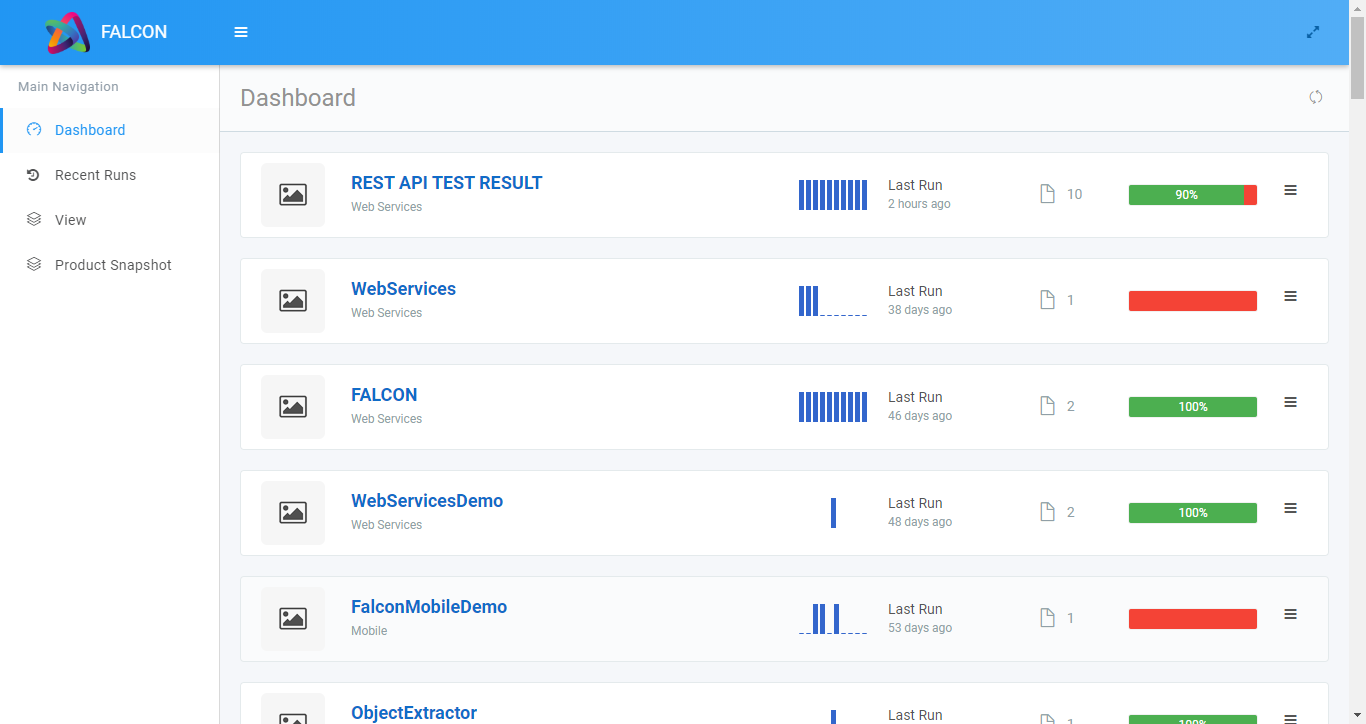 FALCON
Main Navigation
Dashboard
Recent Runs
View
Product Snapshot
Dashboard
REST API TEST RESULT
Web Services
Last Run
2 hours ago
10
90%
WebServices
Web Services
Last Run
38 days ago
1
FALCON
Web Services
Last Run
46 days ago
2
100%
WebServicesDemo
Web Services
Last Run
48 days ago
2
100%
FalconMobileDemo
Mobile
Last Run
53 days ago
1
ObjectExtractor
Last Run
1
100%